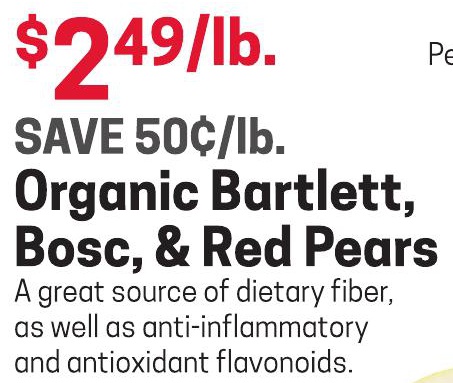 $2.49/lb.
SAVE 50¢/lb.
Organic Bartlett,
Bosc, & Red Pears
A great source of dietary fiber,
as well as anti-inflammatory
and antioxidant flavonoids.